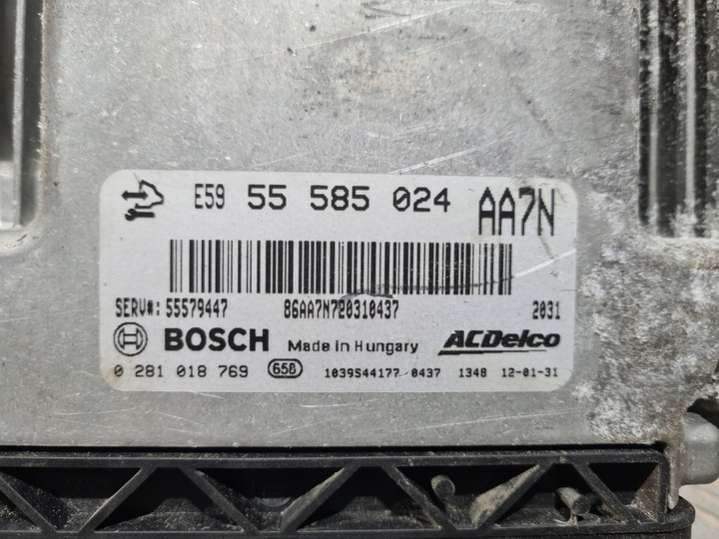 E59 55 585 024 AA7N
SERV#: 55579447 86AA7N720310437 2031
BOSCH Made in Hungary ACDelco
0 281 018 769 658 1039S44177 0437 1348 12-01-31